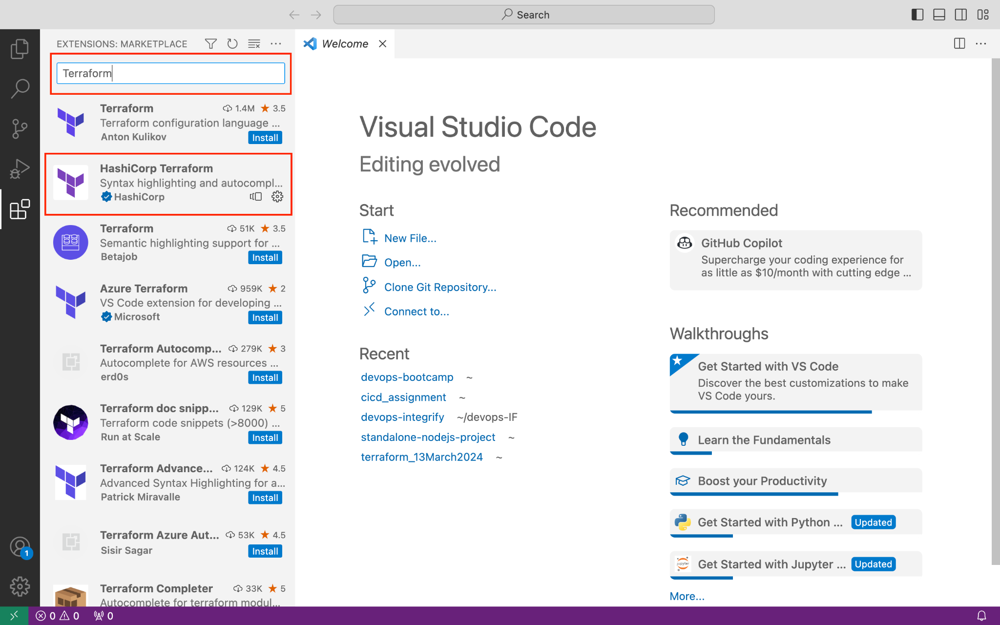 Search
EXTENSIONS: MARKETPLACE
Welcome
Terraform
Terraform 1.4M 3.5
Terraform configuration language ...
Anton Kulikov Install
HashiCorp Terraform
Syntax highlighting and autocompl...
HashiCorp
Terraform 51K 3.5
Semantic highlighting support for ...
Betajob Install
Azure Terraform 959K 2
VS Code extension for developing ...
Microsoft Install
Terraform Autocomp... 279K 3
Autocomplete for AWS resources ...
erd0s Install
Terraform doc snipp... 129K 5
Terraform code snippets (>8000) ...
Run at Scale Install
Terraform Advance... 124K 4.5
Advanced Syntax Highlighting for a...
Patrick Miravalle Install
Terraform Azure Aut... 53K 4.5
Sisir Sagar Install
Terraform Completer 33K 5
Autocomplete for terraform modul...
Visual Studio Code
Editing evolved
Start
New File...
Open...
Clone Git Repository...
Connect to...
Recent
devops-bootcamp ~
cicd_assignment ~
devops-integrify ~/devops-IF
standalone-nodejs-project ~
terraform_13March2024 ~
Recommended
GitHub Copilot
Supercharge your coding experience for
as little as $10/month with cutting edge ...
Walkthroughs
Get Started with VS Code
Discover the best customizations to make
VS Code yours.
Learn the Fundamentals
Boost your Productivity
Get Started with Python ... Updated
jupyter
Get Started with Jupyter ... Updated
More...
1
0 0 0